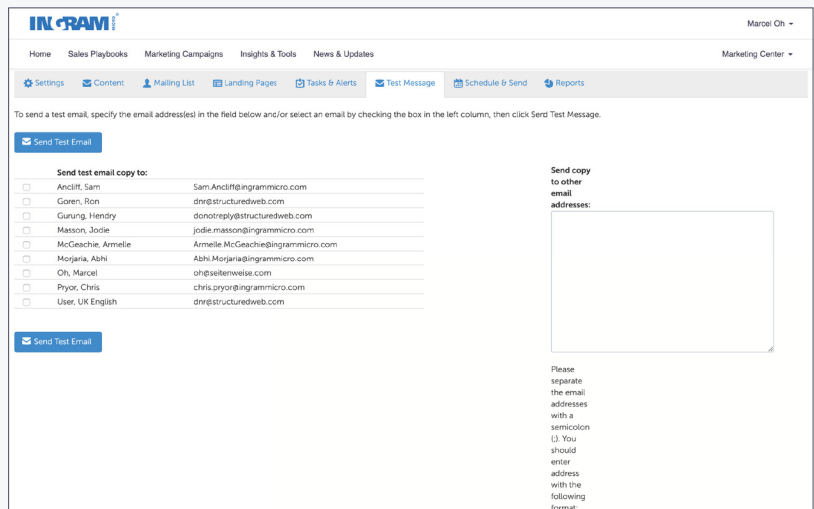 INGRAM MICRO
Marcel Oh
Home Sales Playbooks Marketing Campaigns Insights & Tools News & Updates Marketing Center
Settings Content Mailing List Landing Pages Tasks & Alerts Test Message Schedule & Send Reports
To send a test email, specify the email address(es) in the field below and/or select an email by checking the box in the left column, then click Send Test Message.
Send Test Email
Send test email copy to:
Ancliff, Sam Sam.Ancliff@ingrammicro.com
Goren, Ron dnr@structuredweb.com
Gurung, Hendry donotreply@structuredweb.com
Masson, Jodie jodie.masson@ingrammicro.com
McGeachie, Armelle Armelle.McGeachie@ingrammicro.com
Morjaria, Abhi Abhi.Morjaria@ingrammicro.com
Oh, Marcel oh@seitenweise.com
Pryor, Chris chris.pryor@ingrammicro.com
User, UK English dnr@structuredweb.com
Send Test Email
Send copy
to other
email
addresses:
Please
separate
the email
addresses
with a
semicolon
(;). You
should
enter
address
with the
following
format: